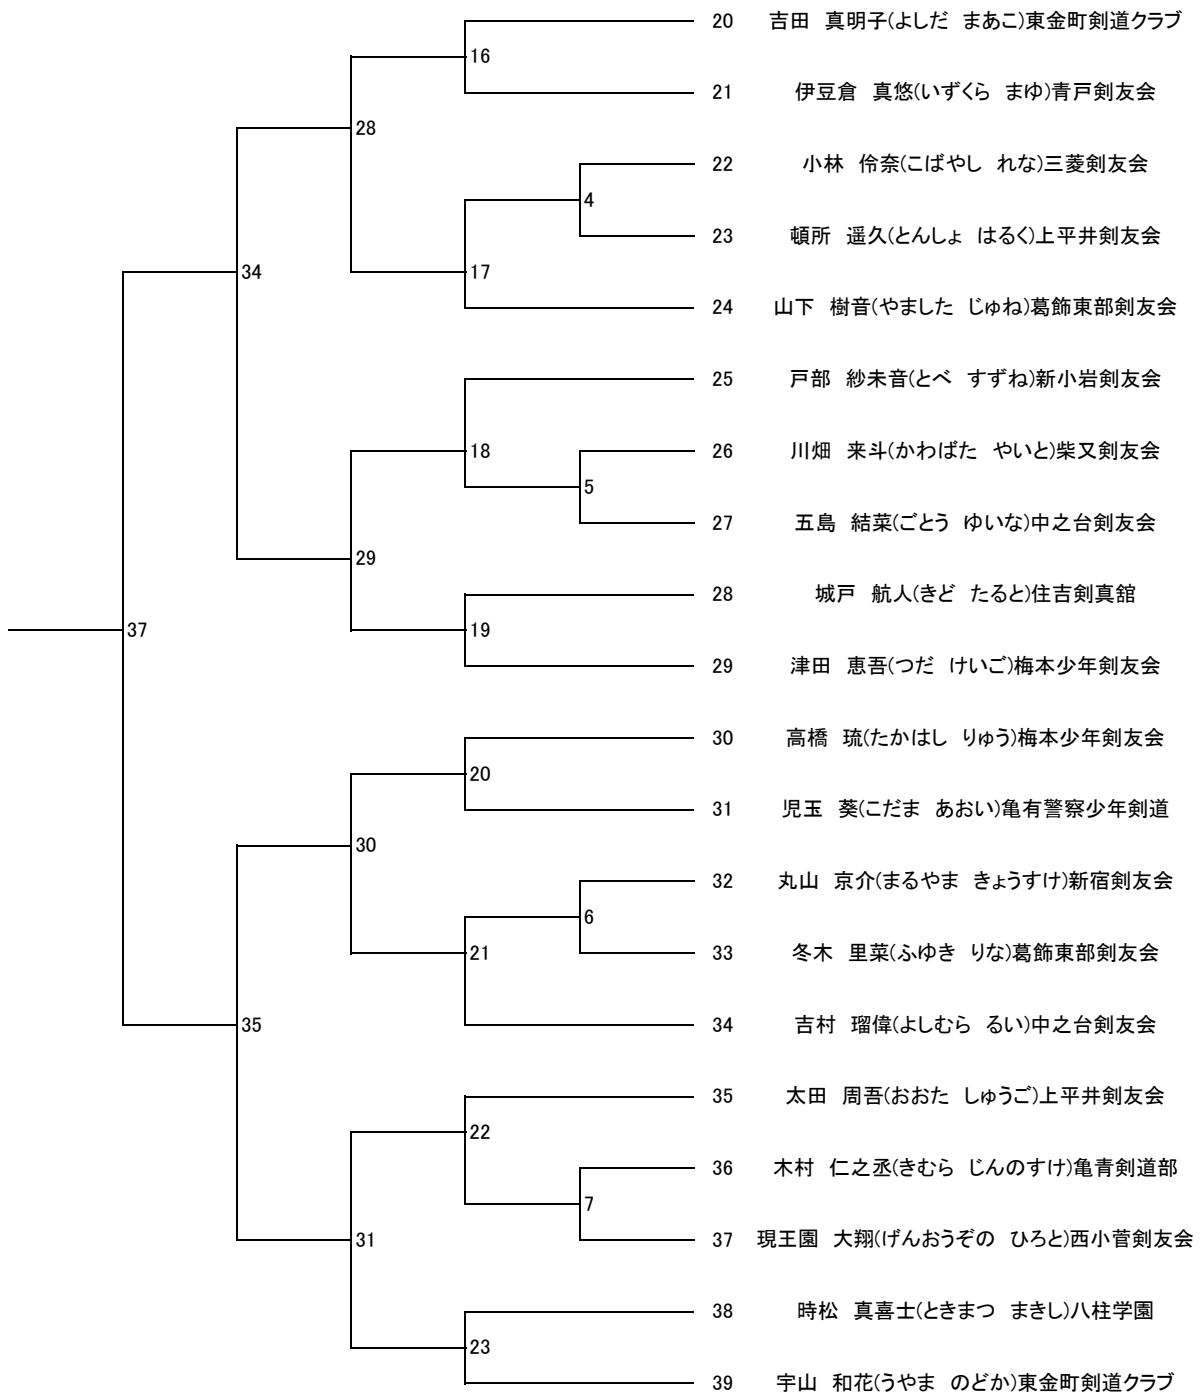 20 吉田 真明子(よしだ まあこ)東金町剣道クラブ
16
21 伊豆倉 真悠(いずくら まゆ)青戸剣友会
28
22 小林 伶奈(こばやし れな)三菱剣友会
4
23 頓所 遥久(とんしょ はるく)上平井剣友会
34
17
24 山下 樹音(やました じゅね)葛飾東部剣友会
25 戸部 紗未音(とべ すずね)新小岩剣友会
18
26 川畑 来斗(かわばた やいと)柴又剣友会
5
27 五島 結菜(ごとう ゆいな)中之台剣友会
29
28 城戸 航人(きど たると)住吉剣真舘
37
19
29 津田 恵吾(つだ けいご)梅本少年剣友会
30 高橋 琉(たかはし りゅう)梅本少年剣友会
20
31 児玉 葵(こだま あおい)亀有警察少年剣道
30
32 丸山 京介(まるやま きょうすけ)新宿剣友会
6
33 冬木 里菜(ふゆき りな)葛飾東部剣友会
21
35
34 吉村 瑠偉(よしむら るい)中之台剣友会
35 太田 周吾(おおた しゅうご)上平井剣友会
22
36 木村 仁之丞(きむら じんのすけ)亀青剣道部
7
37 現王園 大翔(げんおうぞの ひろと)西小菅剣友会
31
38 時松 真喜士(ときまつ まきし)八柱学園
23
39 宇山 和花(うやま のどか)東金町剣道クラブ